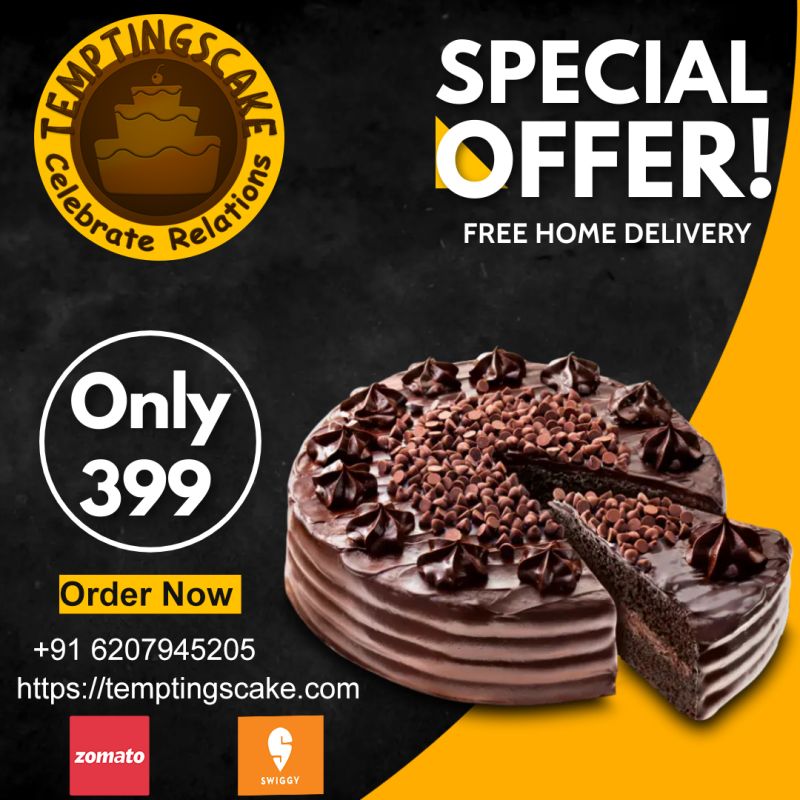 TEMPTINGSCAKE
Celebrate Relations
SPECIAL
OFFER!
FREE HOME DELIVERY
Only
399
Order Now
+91 6207945205
https://temptingscake.com
zomato
SWIGGY